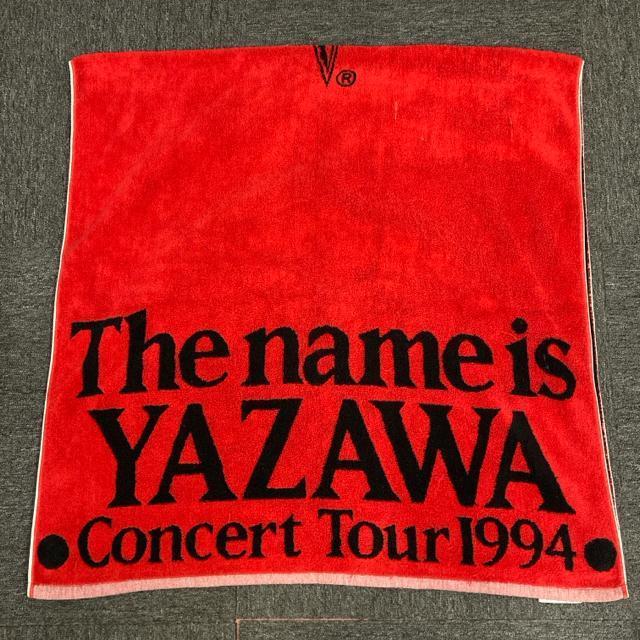 ®
The name is
YAZAWA
• Concert Tour 1994 •